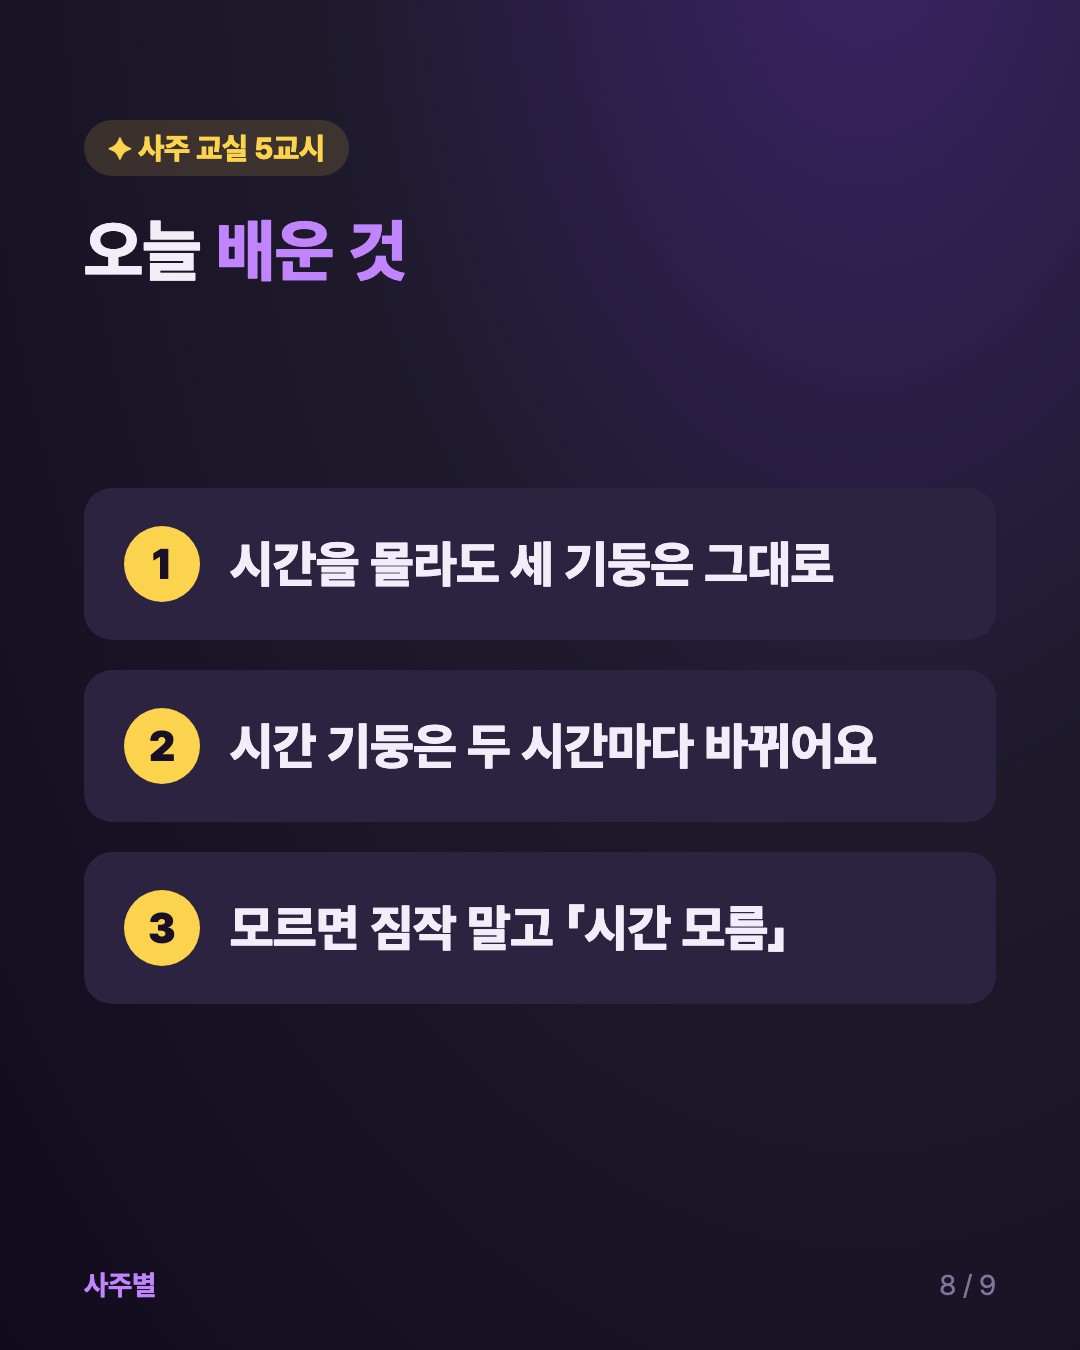 ✦ 사주 교실 5교시
오늘 배운 것
1 시간을 몰라도 세 기둥은 그대로
2 시간 기둥은 두 시간마다 바뀌어요
3 모르면 짐작 말고 「시간 모름」
사주별
8 / 9